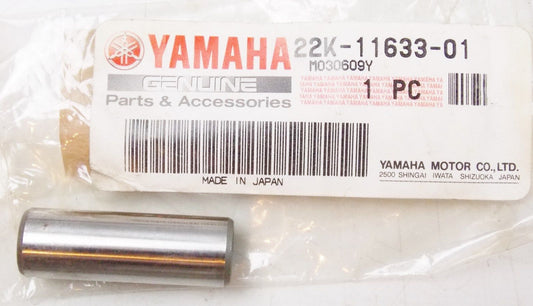 YAMAHA 22K-11633-01
M030609Y
GENUINE
Parts & Accessories
1 PC
MADE IN JAPAN
YAMAHA MOTOR CO.,LTD.
2500 SHINGAI IWATA SHIZUOKA JAPAN